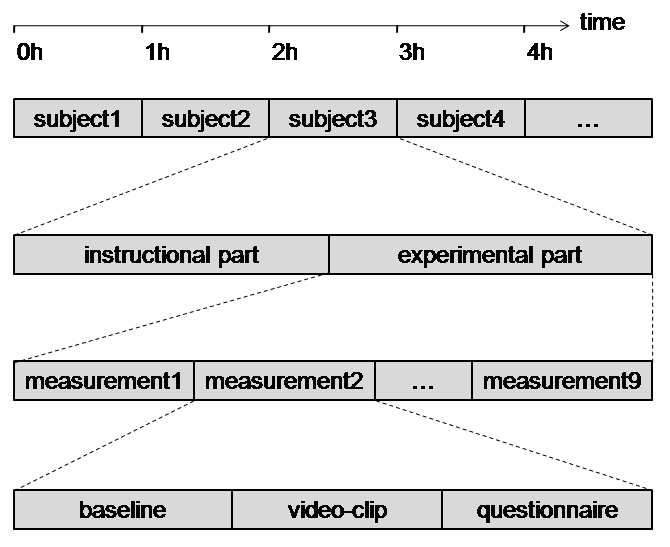 time
0h 1h 2h 3h 4h
subject1 subject2 subject3 subject4 ...
instructional part experimental part
measurement1 measurement2 ... measurement9
baseline video-clip questionnaire